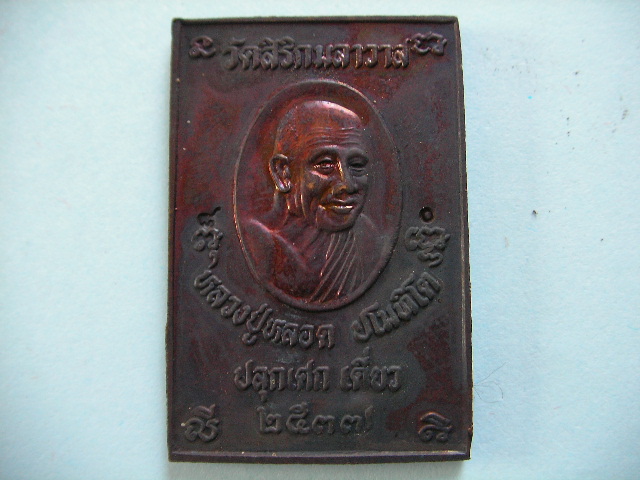 วัดสิริกมลาวาส
หลวงปู่หลอด ปโมทิโต
ปลุกเศก เดี่ยว
๒๕๓๗